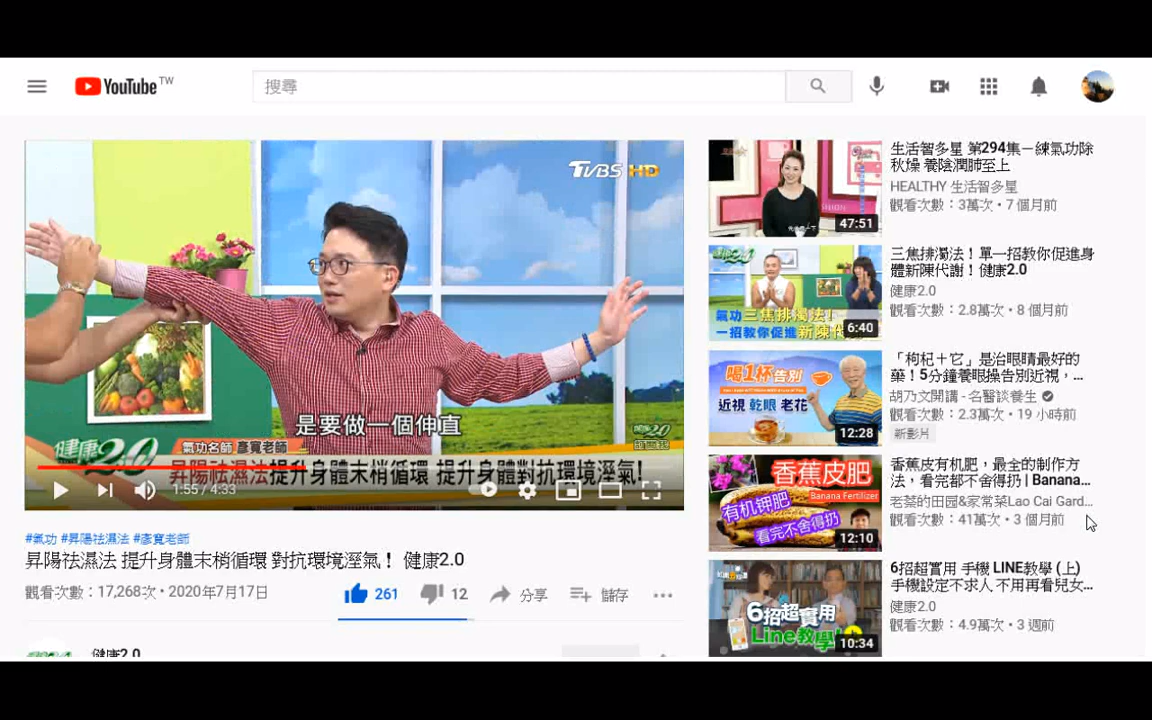 YouTube TW
搜尋
TVBS HD
是要做一個伸直
健康2.0
氣功名師 彥寬老師
昇陽祛濕法提升身體末梢循環 提升身體對抗環境溼氣!
1:55 / 4:33
#氣功 #昇陽祛濕法 #彥寬老師
昇陽祛濕法 提升身體末梢循環 對抗環境溼氣！ 健康2.0
觀看次數：17,268次 • 2020年7月17日
261
12
分享
儲存
健康2.0
47:51
生活智多星 第294集－練氣功除
秋燥 養陰潤肺至上
HEALTHY 生活智多星
觀看次數：3萬次 • 7 個月前
氣功三焦排濁法!
一招教你促進新陳代
6:40
三焦排濁法！單一招教你促進身
體新陳代謝！健康2.0
健康2.0
觀看次數：2.8萬次 • 8 個月前
喝1杯告別
近視 乾眼 老花
12:28
「枸杞＋它」是治眼睛最好的
藥！5分鐘養眼操告別近視，...
胡乃文開講 - 名醫談養生
觀看次數：2.3萬次 • 19 小時前
新影片
香蕉皮肥
Banana Fertilizer
有机钾肥
看完不舍得扔
12:10
香蕉皮有机肥，最全的制作方
法，看完都不舍得扔 | Banana...
老菜的田园&家常菜Lao Cai Gard...
觀看次數：41萬次 • 3 個月前
6招超實用
Line教學
10:34
6招超實用 手機 LINE教學 (上)
手機設定不求人 不用再看兒女...
健康2.0
觀看次數：4.9萬次 • 3 週前